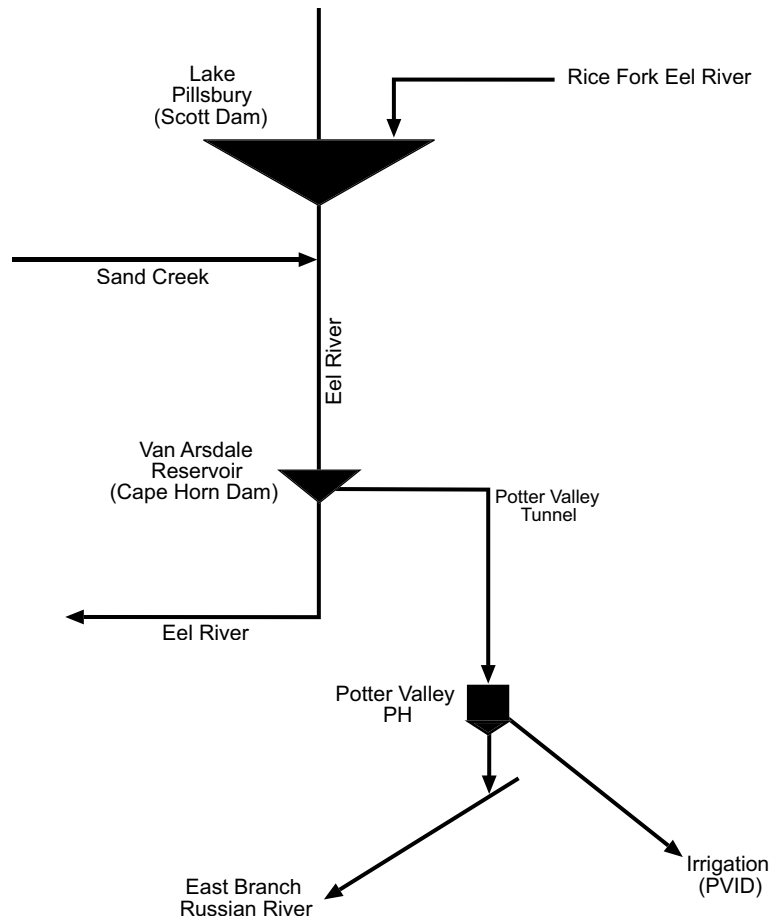 Lake
Pillsbury
(Scott Dam)
Rice Fork Eel River
Sand Creek
Eel River
Van Arsdale
Reservoir
(Cape Horn Dam)
Potter Valley
Tunnel
Eel River
Potter Valley
PH
Irrigation
(PVID)
East Branch
Russian River